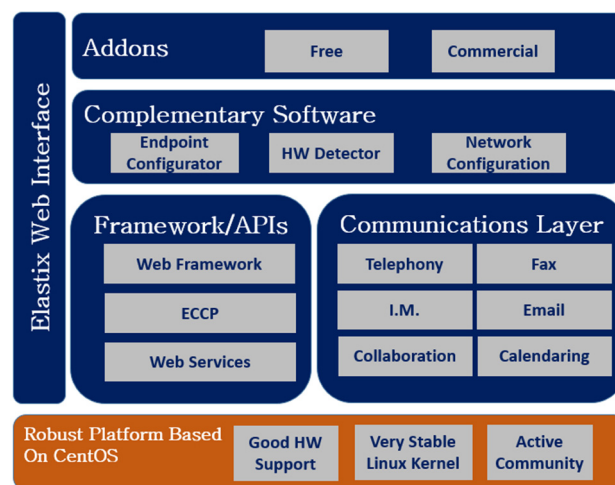 Elastix Web Interface
Addons
Free
Commercial
Complementary Software
Endpoint
Configurator
HW Detector
Network
Configuration
Framework/APIs
Web Framework
ECCP
Web Services
Communications Layer
Telephony
Fax
I.M.
Email
Collaboration
Calendaring
Robust Platform Based
On CentOS
Good HW
Support
Very Stable
Linux Kernel
Active
Community